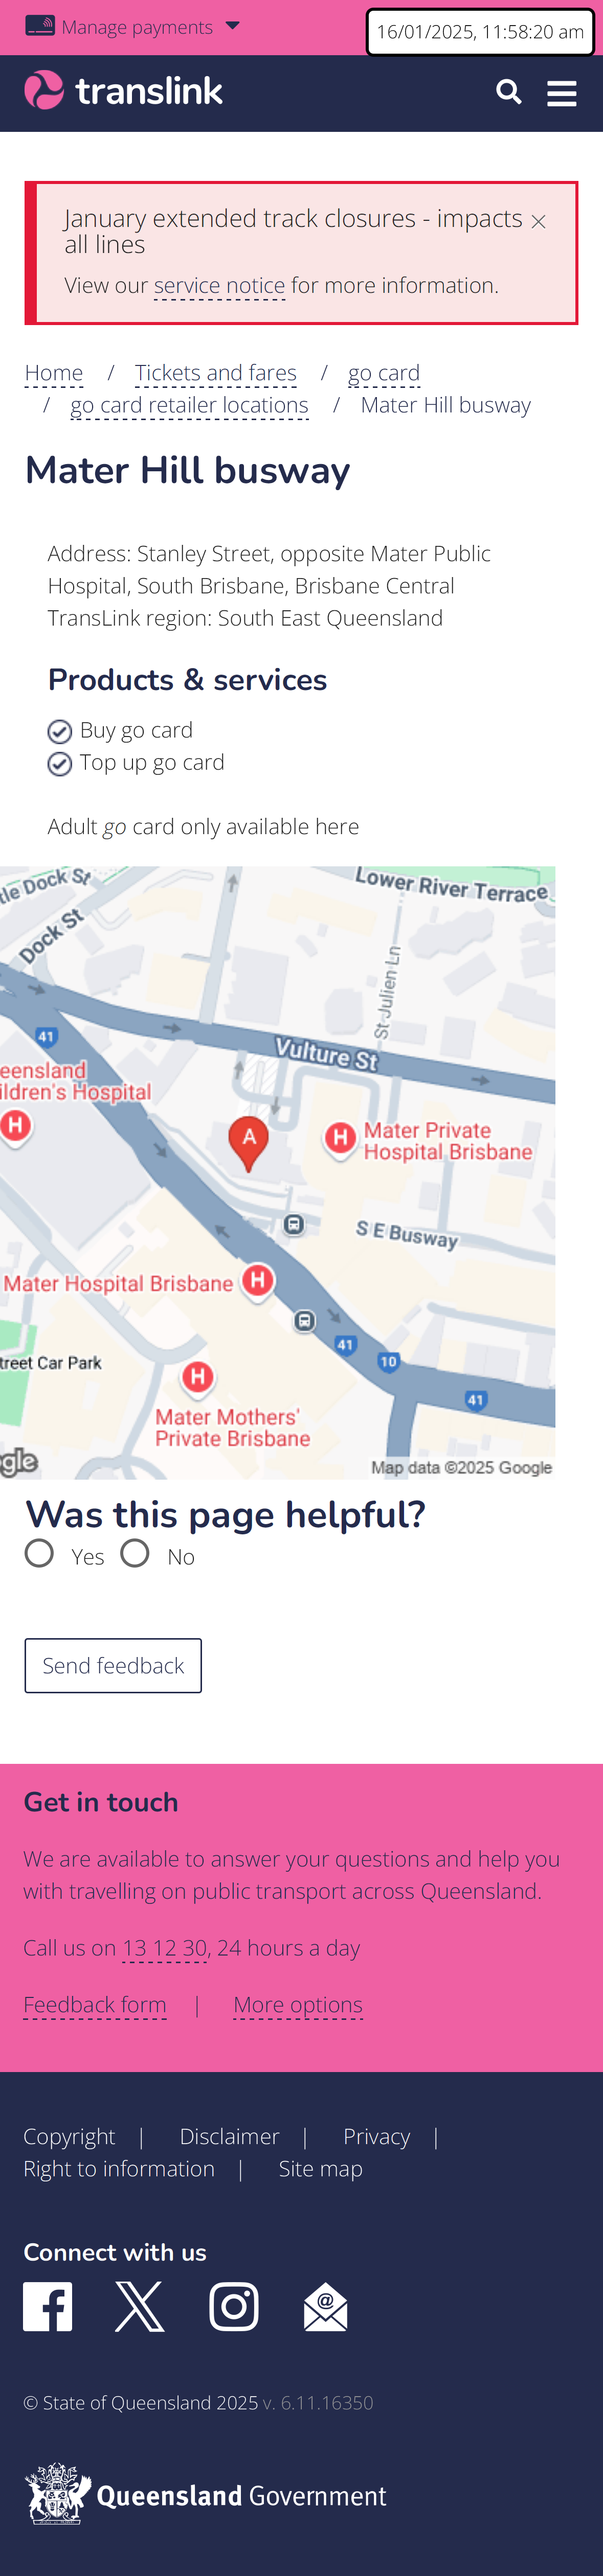 Manage payments
16/01/2025, 11:58:20 am
translink
January extended track closures - impacts
all lines
View our service notice for more information.
Home / Tickets and fares / go card
/ go card retailer locations / Mater Hill busway
Mater Hill busway
Address: Stanley Street, opposite Mater Public
Hospital, South Brisbane, Brisbane Central
TransLink region: South East Queensland
Products & services
Buy go card
Top up go card
Adult go card only available here
tle Dock St
Lower River Terrace
Dock St
St Julien Ln
41
Vulture St
eensland
ildren's Hospital
H
A
H
Mater Private
Hospital Brisbane
S E Busway
Mater Hospital Brisbane
H
41
10
treet Car Park
H
41
Mater Mothers'
Private Brisbane
ogle
Map data ©2025 Google
Was this page helpful?
Yes No
Send feedback
Get in touch
We are available to answer your questions and help you
with travelling on public transport across Queensland.
Call us on 13 12 30, 24 hours a day
Feedback form | More options
Copyright | Disclaimer | Privacy |
Right to information | Site map
Connect with us
@
© State of Queensland 2025 v. 6.11.16350
Queensland Government